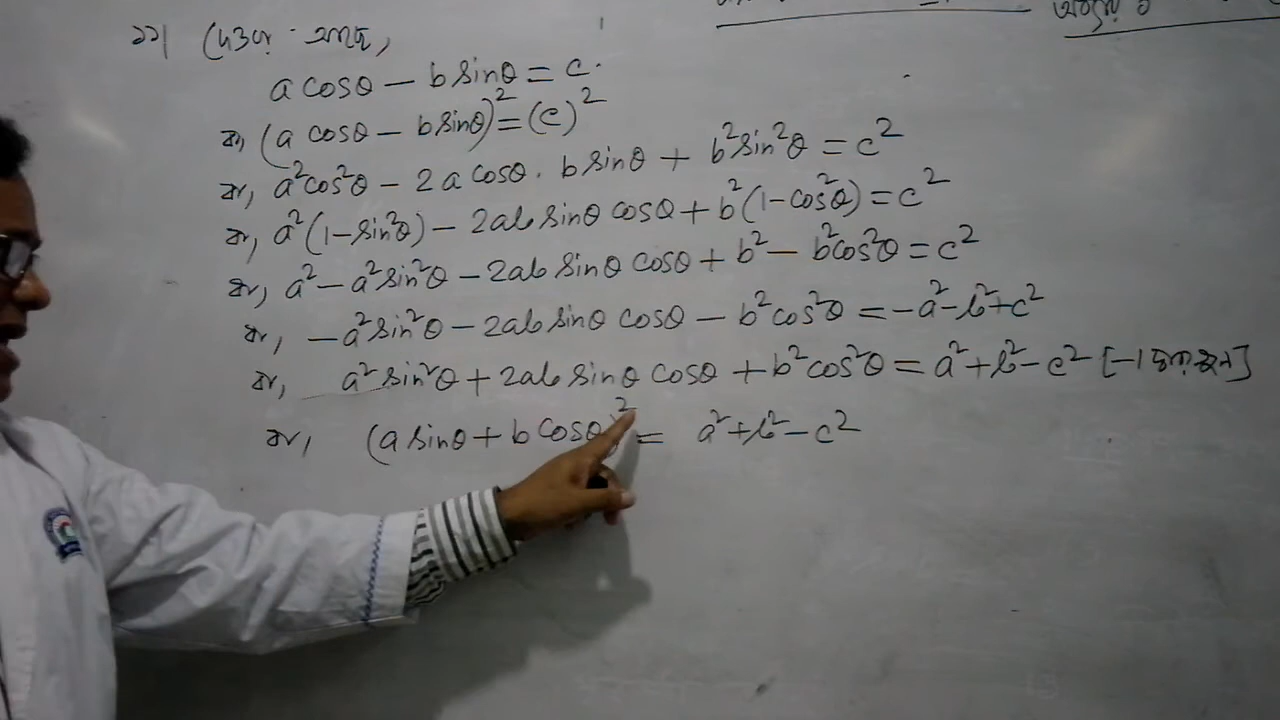 ১১| দেওয়া আছে,
a cosθ − b sinθ = c.
বা, (a cosθ − b sinθ)² = (c)²
বা, a²cos²θ − 2 a cosθ . b sinθ + b²sin²θ = c²
বা, a²(1−sin²θ) − 2ab sinθ cosθ + b²(1−cos²θ) = c²
বা, a² − a²sin²θ − 2ab sinθ cosθ + b² − b²cos²θ = c²
বা, −a²sin²θ − 2ab sinθ cosθ − b²cos²θ = −a²−b²+c²
বা, a²sin²θ + 2ab sinθ cosθ + b²cos²θ = a²+b²−c² [−1 গুণ করে]
বা, (a sinθ + b cosθ)² = a²+b²−c²